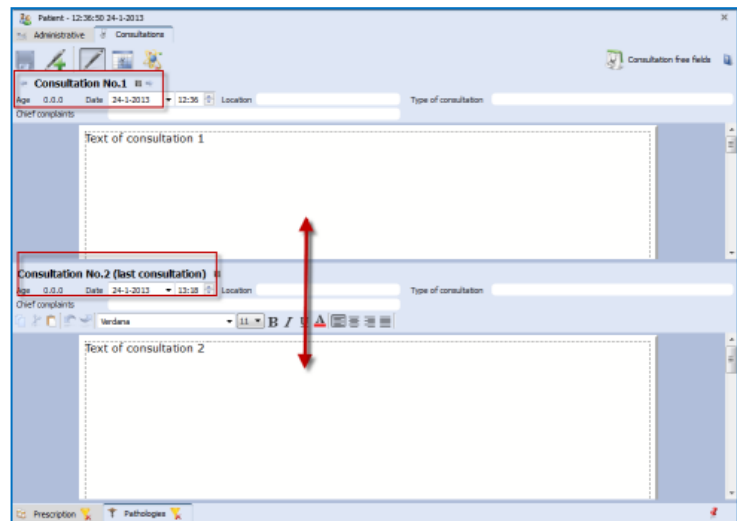 Patient - 12:36:50 24-1-2013
Administrative Consultations
Consultation free fields
Consultation No.1
Age 0.0.0 Date 24-1-2013 12:36 Location Type of consultation
Chief complaints
Text of consultation 1
Consultation No.2 (last consultation)
Age 0.0.0 Date 24-1-2013 13:18 Location Type of consultation
Chief complaints
Verdana 11 B I U A
Text of consultation 2
Prescription Pathologies